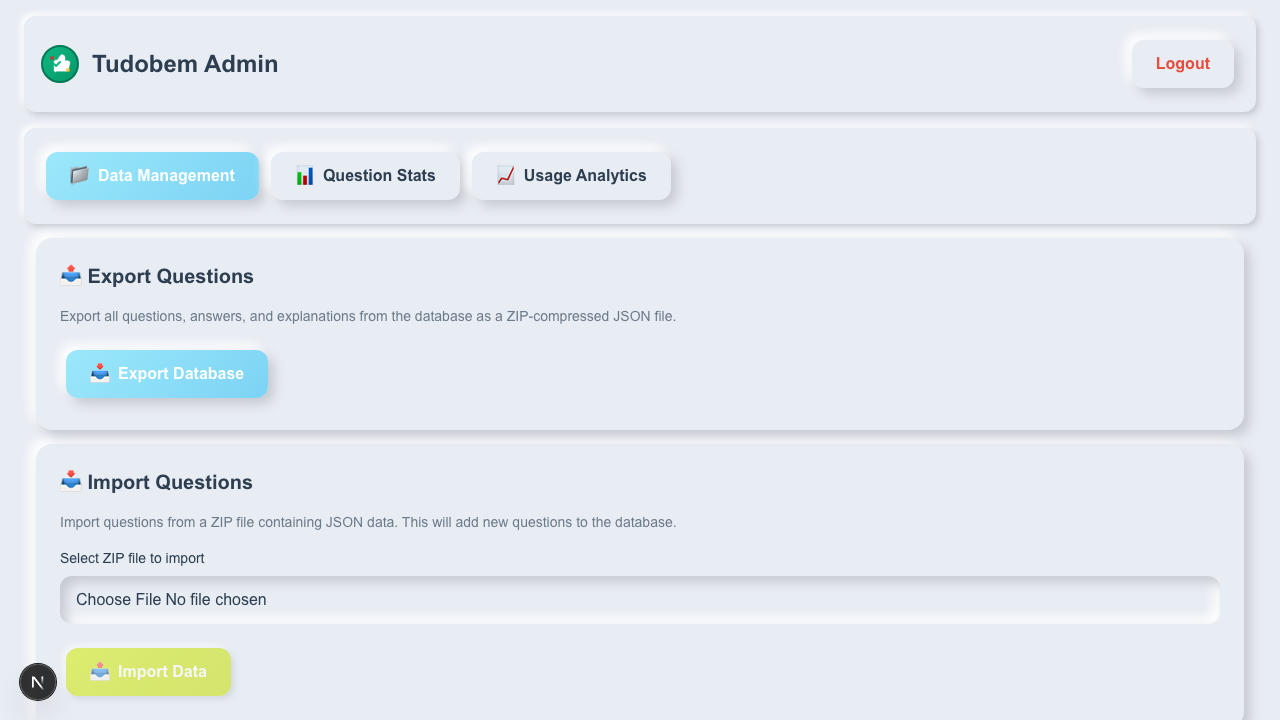 Tudobem Admin
Logout
Data Management
Question Stats
Usage Analytics
Export Questions
Export all questions, answers, and explanations from the database as a ZIP-compressed JSON file.
Export Database
Import Questions
Import questions from a ZIP file containing JSON data. This will add new questions to the database.
Select ZIP file to import
Choose File No file chosen
Import Data
N